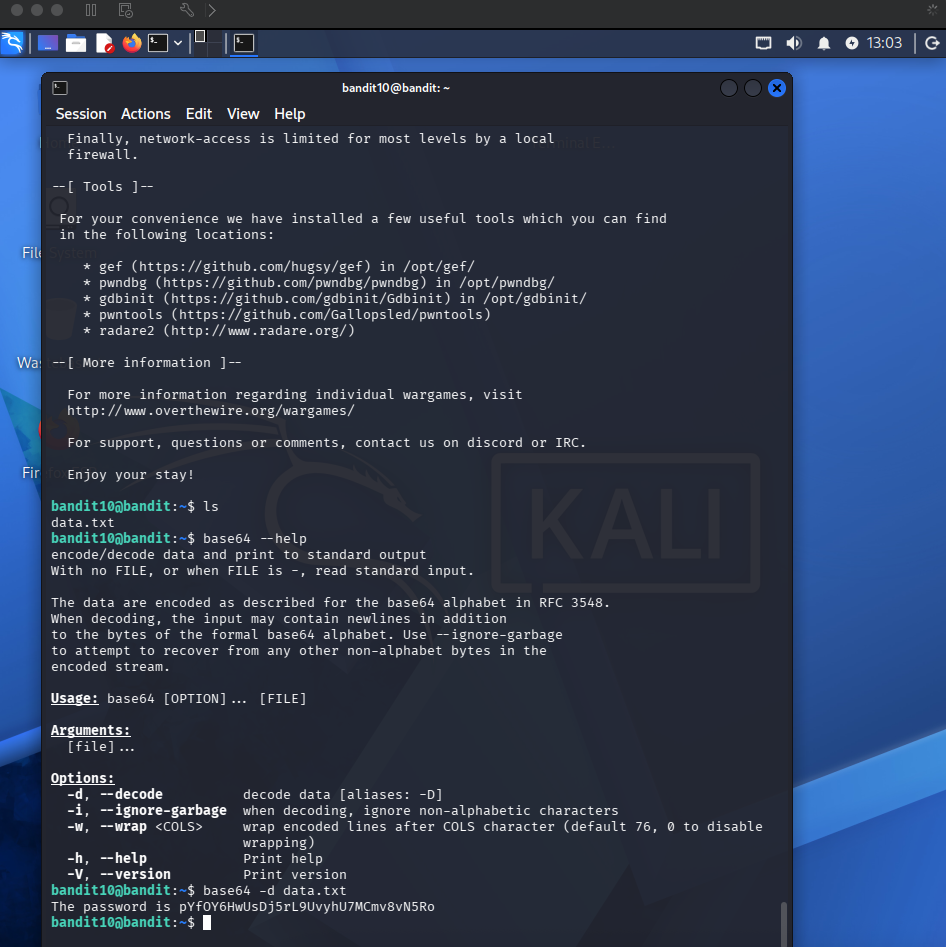 13:03
bandit10@bandit: ~
Session Actions Edit View Help
Finally, network-access is limited for most levels by a local
firewall.
--[ Tools ]--
For your convenience we have installed a few useful tools which you can find
in the following locations:
* gef (https://github.com/hugsy/gef) in /opt/gef/
* pwndbg (https://github.com/pwndbg/pwndbg) in /opt/pwndbg/
* gdbinit (https://github.com/gdbinit/Gdbinit) in /opt/gdbinit/
* pwntools (https://github.com/Gallopsled/pwntools)
* radare2 (http://www.radare.org/)
--[ More information ]--
For more information regarding individual wargames, visit
http://www.overthewire.org/wargames/
For support, questions or comments, contact us on discord or IRC.
Enjoy your stay!
bandit10@bandit:~$ ls
data.txt
bandit10@bandit:~$ base64 --help
encode/decode data and print to standard output
With no FILE, or when FILE is -, read standard input.
The data are encoded as described for the base64 alphabet in RFC 3548.
When decoding, the input may contain newlines in addition
to the bytes of the formal base64 alphabet. Use --ignore-garbage
to attempt to recover from any other non-alphabet bytes in the
encoded stream.
Usage: base64 [OPTION]... [FILE]
Arguments:
[file]...
Options:
-d, --decode decode data [aliases: -D]
-i, --ignore-garbage when decoding, ignore non-alphabetic characters
-w, --wrap <COLS> wrap encoded lines after COLS character (default 76, 0 to disable
wrapping)
-h, --help Print help
-V, --version Print version
bandit10@bandit:~$ base64 -d data.txt
The password is pYfOY6HwUsDj5rL9UvyhU7MCmv8vN5Ro
bandit10@bandit:~$
KALI
File System